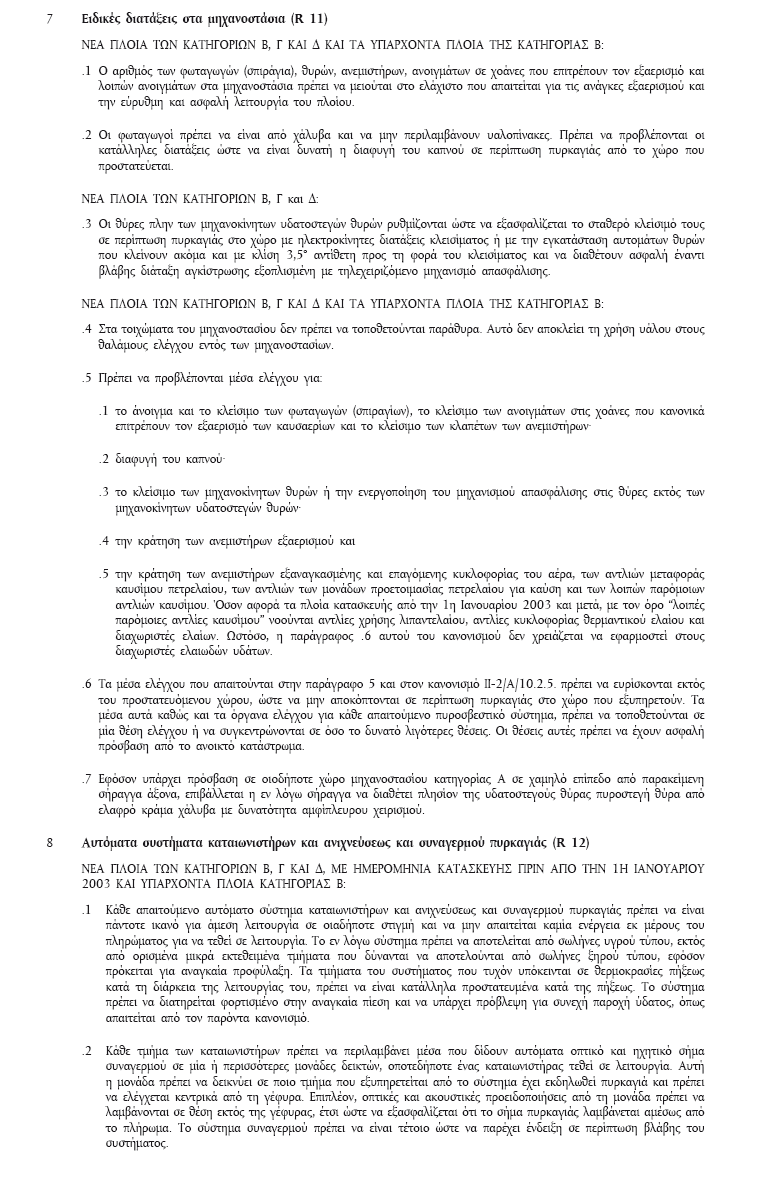 7 Ειδικές διατάξεις στα μηχανοστάσια (R 11)
ΝΕΑ ΠΛΟΙΑ ΤΩΝ ΚΑΤΗΓΟΡΙΩΝ Β, Γ ΚΑΙ Δ ΚΑΙ ΤΑ ΥΠΑΡΧΟΝΤΑ ΠΛΟΙΑ ΤΗΣ ΚΑΤΗΓΟΡΙΑΣ Β:
.1 Ο αριθμός των φωταγωγών (σπιράγια), θυρών, ανεμιστήρων, ανοιγμάτων σε χοάνες που επιτρέπουν τον εξαερισμό και
λοιπών ανοιγμάτων στα μηχανοστάσια πρέπει να μειούται στο ελάχιστο που απαιτείται για τις ανάγκες εξαερισμού και
την εύρυθμη και ασφαλή λειτουργία του πλοίου.
.2 Οι φωταγωγοί πρέπει να είναι από χάλυβα και να μην περιλαμβάνουν υαλοπίνακες. Πρέπει να προβλέπονται οι
κατάλληλες διατάξεις ώστε να είναι δυνατή η διαφυγή του καπνού σε περίπτωση πυρκαγιάς από το χώρο που
προστατεύεται.
ΝΕΑ ΠΛΟΙΑ ΤΩΝ ΚΑΤΗΓΟΡΙΩΝ Β, Γ και Δ:
.3 Οι θύρες πλην των μηχανοκίνητων υδατοστεγών θυρών ρυθμίζονται ώστε να εξασφαλίζεται το σταθερό κλείσιμό τους
σε περίπτωση πυρκαγιάς στο χώρο με ηλεκτροκίνητες διατάξεις κλεισίματος ή με την εγκατάσταση αυτομάτων θυρών
που κλείνουν ακόμα και με κλίση 3,5° αντίθετη προς τη φορά του κλεισίματος και να διαθέτουν ασφαλή έναντι
βλάβης διάταξη αγκίστρωσης εξοπλισμένη με τηλεχειριζόμενο μηχανισμό απασφάλισης.
ΝΕΑ ΠΛΟΙΑ ΤΩΝ ΚΑΤΗΓΟΡΙΩΝ Β, Γ ΚΑΙ Δ ΚΑΙ ΤΑ ΥΠΑΡΧΟΝΤΑ ΠΛΟΙΑ ΤΗΣ ΚΑΤΗΓΟΡΙΑΣ Β:
.4 Στα τοιχώματα του μηχανοστασίου δεν πρέπει να τοποθετούνται παράθυρα. Αυτό δεν αποκλείει τη χρήση υάλου στους
θαλάμους ελέγχου εντός των μηχανοστασίων.
.5 Πρέπει να προβλέπονται μέσα ελέγχου για:
.1 το άνοιγμα και το κλείσιμο των φωταγωγών (σπιραγίων), το κλείσιμο των ανοιγμάτων στις χοάνες που κανονικά
επιτρέπουν τον εξαερισμό των καυσαερίων και το κλείσιμο των κλαπέτων των ανεμιστήρων·
.2 διαφυγή του καπνού·
.3 το κλείσιμο των μηχανοκίνητων θυρών ή την ενεργοποίηση του μηχανισμού απασφάλισης στις θύρες εκτός των
μηχανοκίνητων υδατοστεγών θυρών·
.4 την κράτηση των ανεμιστήρων εξαερισμού και
.5 την κράτηση των ανεμιστήρων εξαναγκασμένης και επαγόμενης κυκλοφορίας του αέρα, των αντλιών μεταφοράς
καυσίμου πετρελαίου, των αντλιών των μονάδων προετοιμασίας πετρελαίου για καύση και των λοιπών παρόμοιων
αντλιών καυσίμου. Όσον αφορά τα πλοία κατασκευής από την 1η Ιανουαρίου 2003 και μετά, με τον όρο “λοιπές
παρόμοιες αντλίες καυσίμου” νοούνται αντλίες χρήσης λιπαντελαίου, αντλίες κυκλοφορίας θερμαντικού ελαίου και
διαχωριστές ελαίων. Ωστόσο, η παράγραφος .6 αυτού του κανονισμού δεν χρειάζεται να εφαρμοστεί στους
διαχωριστές ελαιωδών υδάτων.
.6 Τα μέσα ελέγχου που απαιτούνται στην παράγραφο 5 και στον κανονισμό ΙΙ-2/Α/10.2.5. πρέπει να ευρίσκονται εκτός
του προστατευόμενου χώρου, ώστε να μην αποκόπτονται σε περίπτωση πυρκαγιάς στο χώρο που εξυπηρετούν. Τα
μέσα αυτά καθώς και τα όργανα ελέγχου για κάθε απαιτούμενο πυροσβεστικό σύστημα, πρέπει να τοποθετούνται σε
μία θέση ελέγχου ή να συγκεντρώνονται σε όσο το δυνατό λιγότερες θέσεις. Οι θέσεις αυτές πρέπει να έχουν ασφαλή
πρόσβαση από το ανοικτό κατάστρωμα.
.7 Εφόσον υπάρχει πρόσβαση σε οιοδήποτε χώρο μηχανοστασίου κατηγορίας Α σε χαμηλό επίπεδο από παρακείμενη
σήραγγα άξονα, επιβάλλεται η εν λόγω σήραγγα να διαθέτει πλησίον της υδατοστεγούς θύρας πυροστεγή θύρα από
ελαφρό κράμα χάλυβα με δυνατότητα αμφίπλευρου χειρισμού.
8 Αυτόματα συστήματα καταιωνιστήρων και ανιχνεύσεως και συναγερμού πυρκαγιάς (R 12)
ΝΕΑ ΠΛΟΙΑ ΤΩΝ ΚΑΤΗΓΟΡΙΩΝ Β, Γ ΚΑΙ Δ, ΜΕ ΗΜΕΡΟΜΗΝΙΑ ΚΑΤΑΣΚΕΥΗΣ ΠΡΙΝ ΑΠΟ ΤΗΝ 1Η ΙΑΝΟΥΑΡΙΟΥ
2003 ΚΑΙ ΥΠΑΡΧΟΝΤΑ ΠΛΟΙΑ ΚΑΤΗΓΟΡΙΑΣ Β:
.1 Κάθε απαιτούμενο αυτόματο σύστημα καταιωνιστήρων και ανιχνεύσεως και συναγερμού πυρκαγιάς πρέπει να είναι
πάντοτε ικανό για άμεση λειτουργία σε οιαδήποτε στιγμή και να μην απαιτείται καμία ενέργεια εκ μέρους του
πληρώματος για να τεθεί σε λειτουργία. Το εν λόγω σύστημα πρέπει να αποτελείται από σωλήνες υγρού τύπου, εκτός
από ορισμένα μικρά εκτεθειμένα τμήματα που δύνανται να αποτελούνται από σωλήνες ξηρού τύπου, εφόσον
πρόκειται για αναγκαία προφύλαξη. Τα τμήματα του συστήματος που τυχόν υπόκεινται σε θερμοκρασίες πήξεως
κατά τη διάρκεια της λειτουργίας του, πρέπει να είναι κατάλληλα προστατευμένα κατά της πήξεως. Το σύστημα
πρέπει να διατηρείται φορτισμένο στην αναγκαία πίεση και να υπάρχει πρόβλεψη για συνεχή παροχή ύδατος, όπως
απαιτείται από τον παρόντα κανονισμό.
.2 Κάθε τμήμα των καταιωνιστήρων πρέπει να περιλαμβάνει μέσα που δίδουν αυτόματα οπτικό και ηχητικό σήμα
συναγερμού σε μία ή περισσότερες μονάδες δεικτών, οποτεδήποτε ένας καταιωνιστήρας τεθεί σε λειτουργία. Αυτή
η μονάδα πρέπει να δεικνύει σε ποιο τμήμα που εξυπηρετείται από το σύστημα έχει εκδηλωθεί πυρκαγιά και πρέπει
να ελέγχεται κεντρικά από τη γέφυρα. Επιπλέον, οπτικές και ακουστικές προειδοποιήσεις από τη μονάδα πρέπει να
λαμβάνονται σε θέση εκτός της γέφυρας, έτσι ώστε να εξασφαλίζεται ότι το σήμα πυρκαγιάς λαμβάνεται αμέσως από
το πλήρωμα. Το σύστημα συναγερμού πρέπει να είναι τέτοιο ώστε να παρέχει ένδειξη σε περίπτωση βλάβης του
συστήματος.